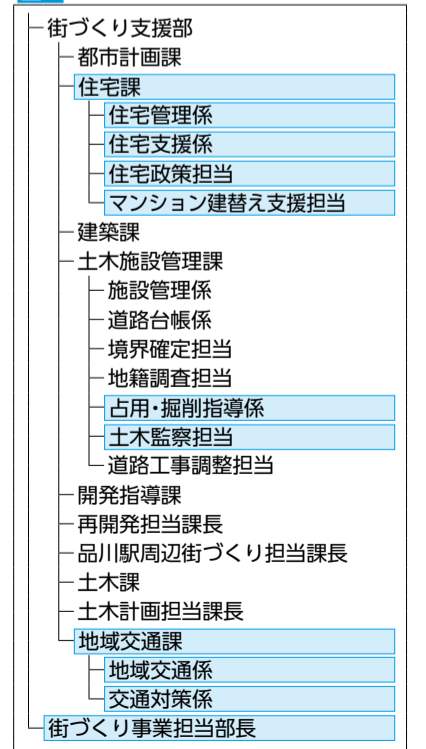 街づくり支援部
都市計画課
住宅課
住宅管理係
住宅支援係
住宅政策担当
マンション建替え支援担当
建築課
土木施設管理課
施設管理係
道路台帳係
境界確定担当
地籍調査担当
占用・掘削指導係
土木監察担当
道路工事調整担当
開発指導課
再開発担当課長
品川駅周辺街づくり担当課長
土木課
土木計画担当課長
地域交通課
地域交通係
交通対策係
街づくり事業担当部長